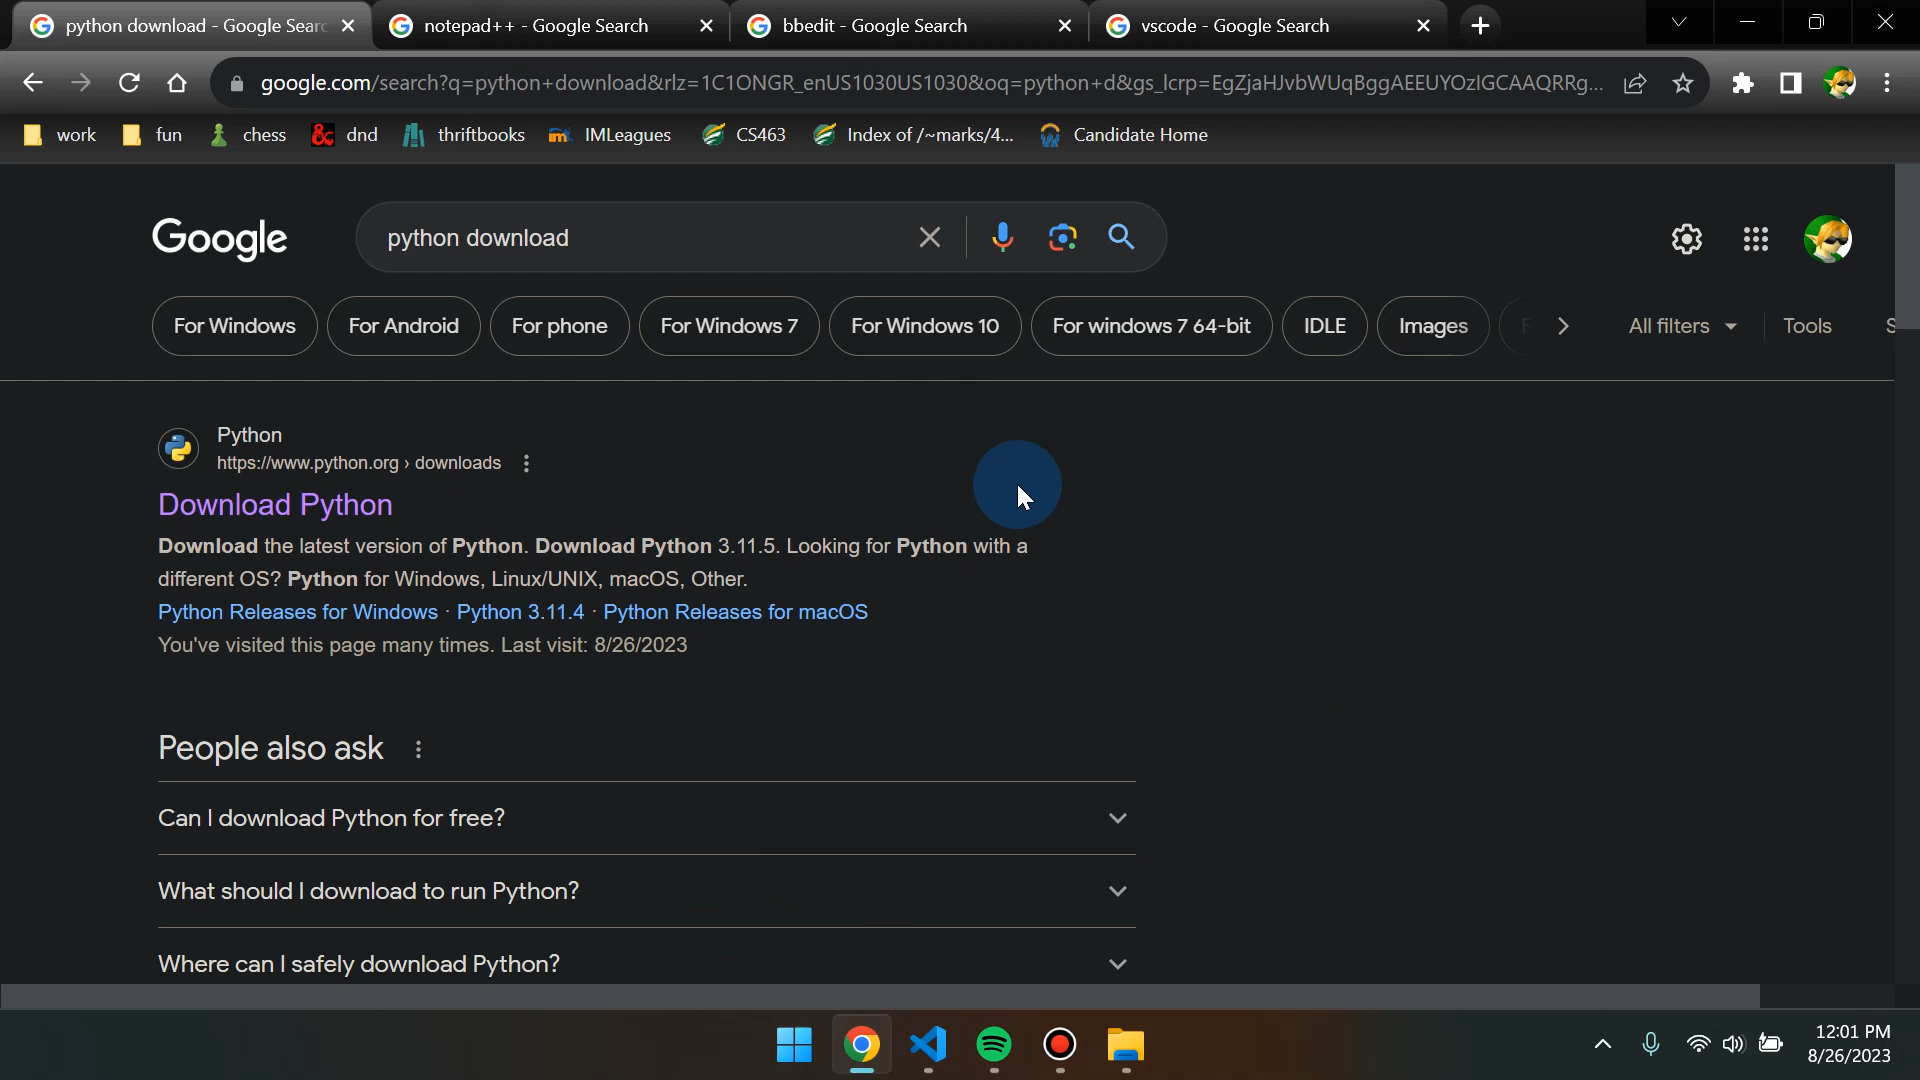 python download - Google Sear
notepad++ - Google Search
bbedit - Google Search
vscode - Google Search
google.com/search?q=python+download&rlz=1C1ONGR_enUS1030US1030&oq=python+d&gs_lcrp=EgZjaHJvbWUqBggAEEUYOzIGCAAQRRg...
work
fun
chess
dnd
thriftbooks
IMLeagues
CS463
Index of /~marks/4...
Candidate Home
Google
python download
For Windows
For Android
For phone
For Windows 7
For Windows 10
For windows 7 64-bit
IDLE
Images
F
All filters
Tools
S
Python
https://www.python.org › downloads
Download Python
Download the latest version of Python. Download Python 3.11.5. Looking for Python with a
different OS? Python for Windows, Linux/UNIX, macOS, Other.
Python Releases for Windows · Python 3.11.4 · Python Releases for macOS
You've visited this page many times. Last visit: 8/26/2023
People also ask
Can I download Python for free?
What should I download to run Python?
Where can I safely download Python?
12:01 PM
8/26/2023